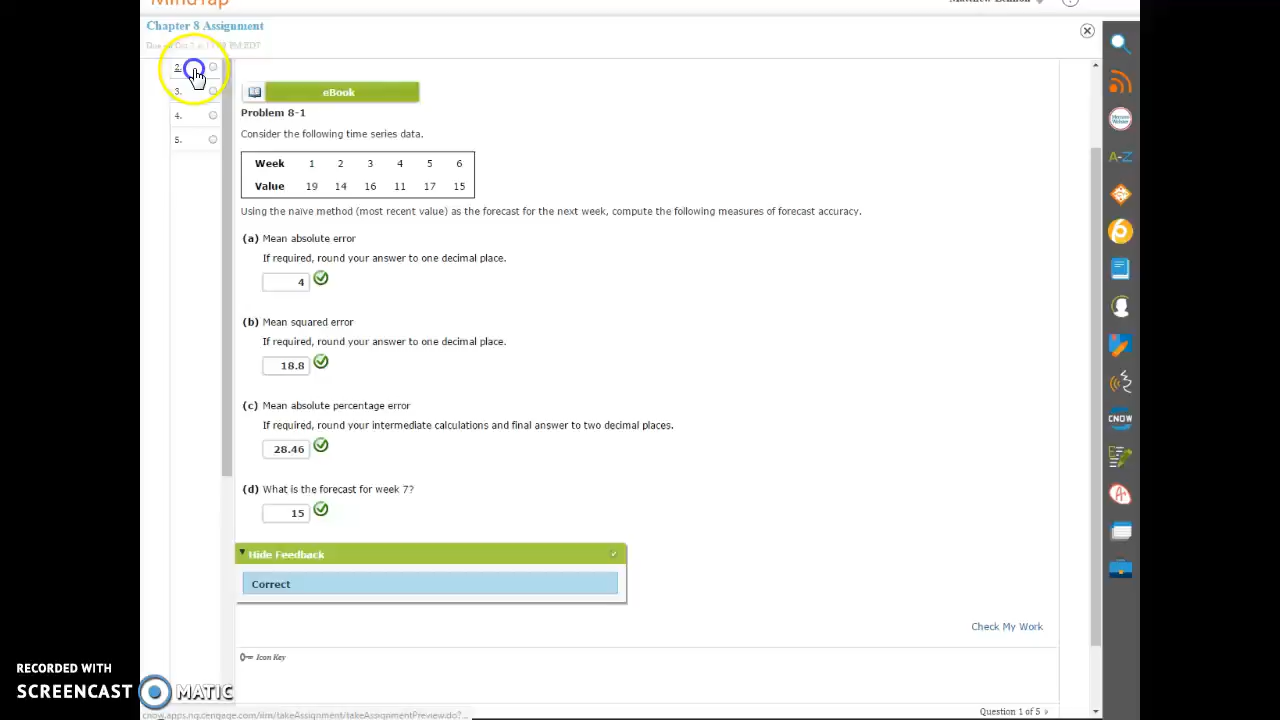 MindTap
Chapter 8 Assignment
2.
3.
4.
5.
eBook
Problem 8-1
Consider the following time series data.
Week 1 2 3 4 5 6
Value 19 14 16 11 17 15
Using the naïve method (most recent value) as the forecast for the next week, compute the following measures of forecast accuracy.
(a) Mean absolute error
If required, round your answer to one decimal place.
4
(b) Mean squared error
If required, round your answer to one decimal place.
18.8
(c) Mean absolute percentage error
If required, round your intermediate calculations and final answer to two decimal places.
28.46
(d) What is the forecast for week 7?
15
Hide Feedback
Correct
Check My Work
Icon Key
Question 1 of 5
A-Z
CNOW
RECORDED WITH
SCREENCAST MATIC